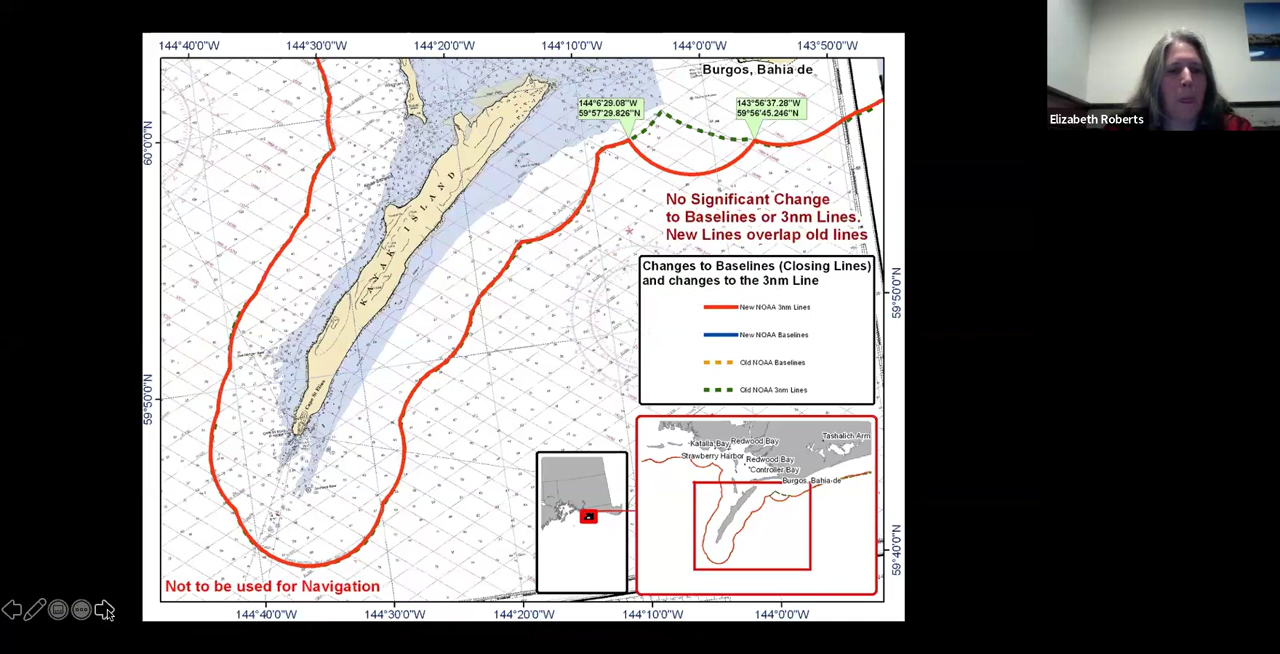 144°40'0"W 144°30'0"W 144°20'0"W 144°10'0"W 144°0'0"W 143°50'0"W
Burgos, Bahia de
144°6'29.08"W
59°57'29.826"N
143°56'37.28"W
59°56'45.246"N
Elizabeth Roberts
60°0'0"N
KAYAK ISLAND
No Significant Change
to Baselines or 3nm Lines.
New Lines overlap old lines
Changes to Baselines (Closing Lines)
and changes to the 3nm Line
New NOAA 3nm Lines
New NOAA Baselines
Old NOAA Baselines
Old NOAA 3nm Lines
59°50'0"N
59°50'0"N
Cape St Elias
Katalla Bay
Redwood Bay
Tashalich Arm
Strawberry Harbor
Redwood Bay
Controller Bay
Burgos, Bahia de
59°40'0"N
Not to be used for Navigation
144°40'0"W 144°30'0"W 144°20'0"W 144°10'0"W 144°0'0"W